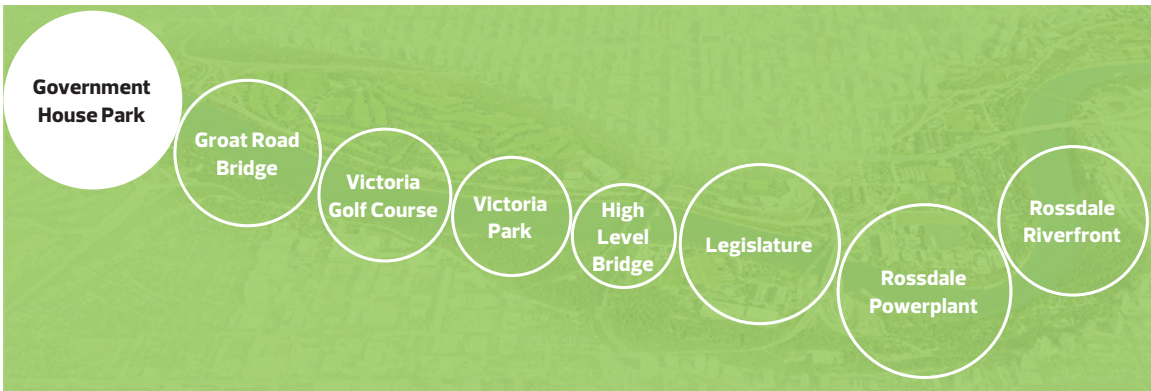 Government
House Park
Groat Road
Bridge
Victoria
Golf Course
Victoria
Park
High
Level
Bridge
Legislature
Rossdale
Powerplant
Rossdale
Riverfront